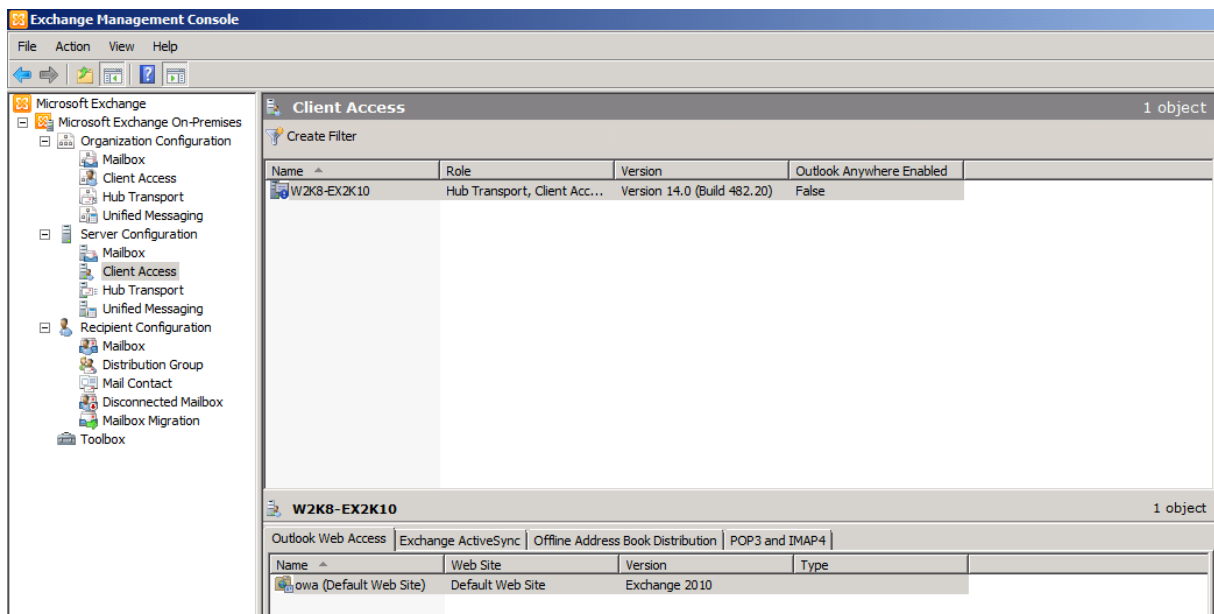 Exchange Management Console
File Action View Help
Microsoft Exchange
Microsoft Exchange On-Premises
Organization Configuration
Mailbox
Client Access
Hub Transport
Unified Messaging
Server Configuration
Mailbox
Client Access
Hub Transport
Unified Messaging
Recipient Configuration
Mailbox
Distribution Group
Mail Contact
Disconnected Mailbox
Mailbox Migration
Toolbox
Client Access 1 object
Create Filter
Name Role Version Outlook Anywhere Enabled
W2K8-EX2K10 Hub Transport, Client Acc... Version 14.0 (Build 482.20) False
W2K8-EX2K10 1 object
Outlook Web Access Exchange ActiveSync Offline Address Book Distribution POP3 and IMAP4
Name Web Site Version Type
owa (Default Web Site) Default Web Site Exchange 2010